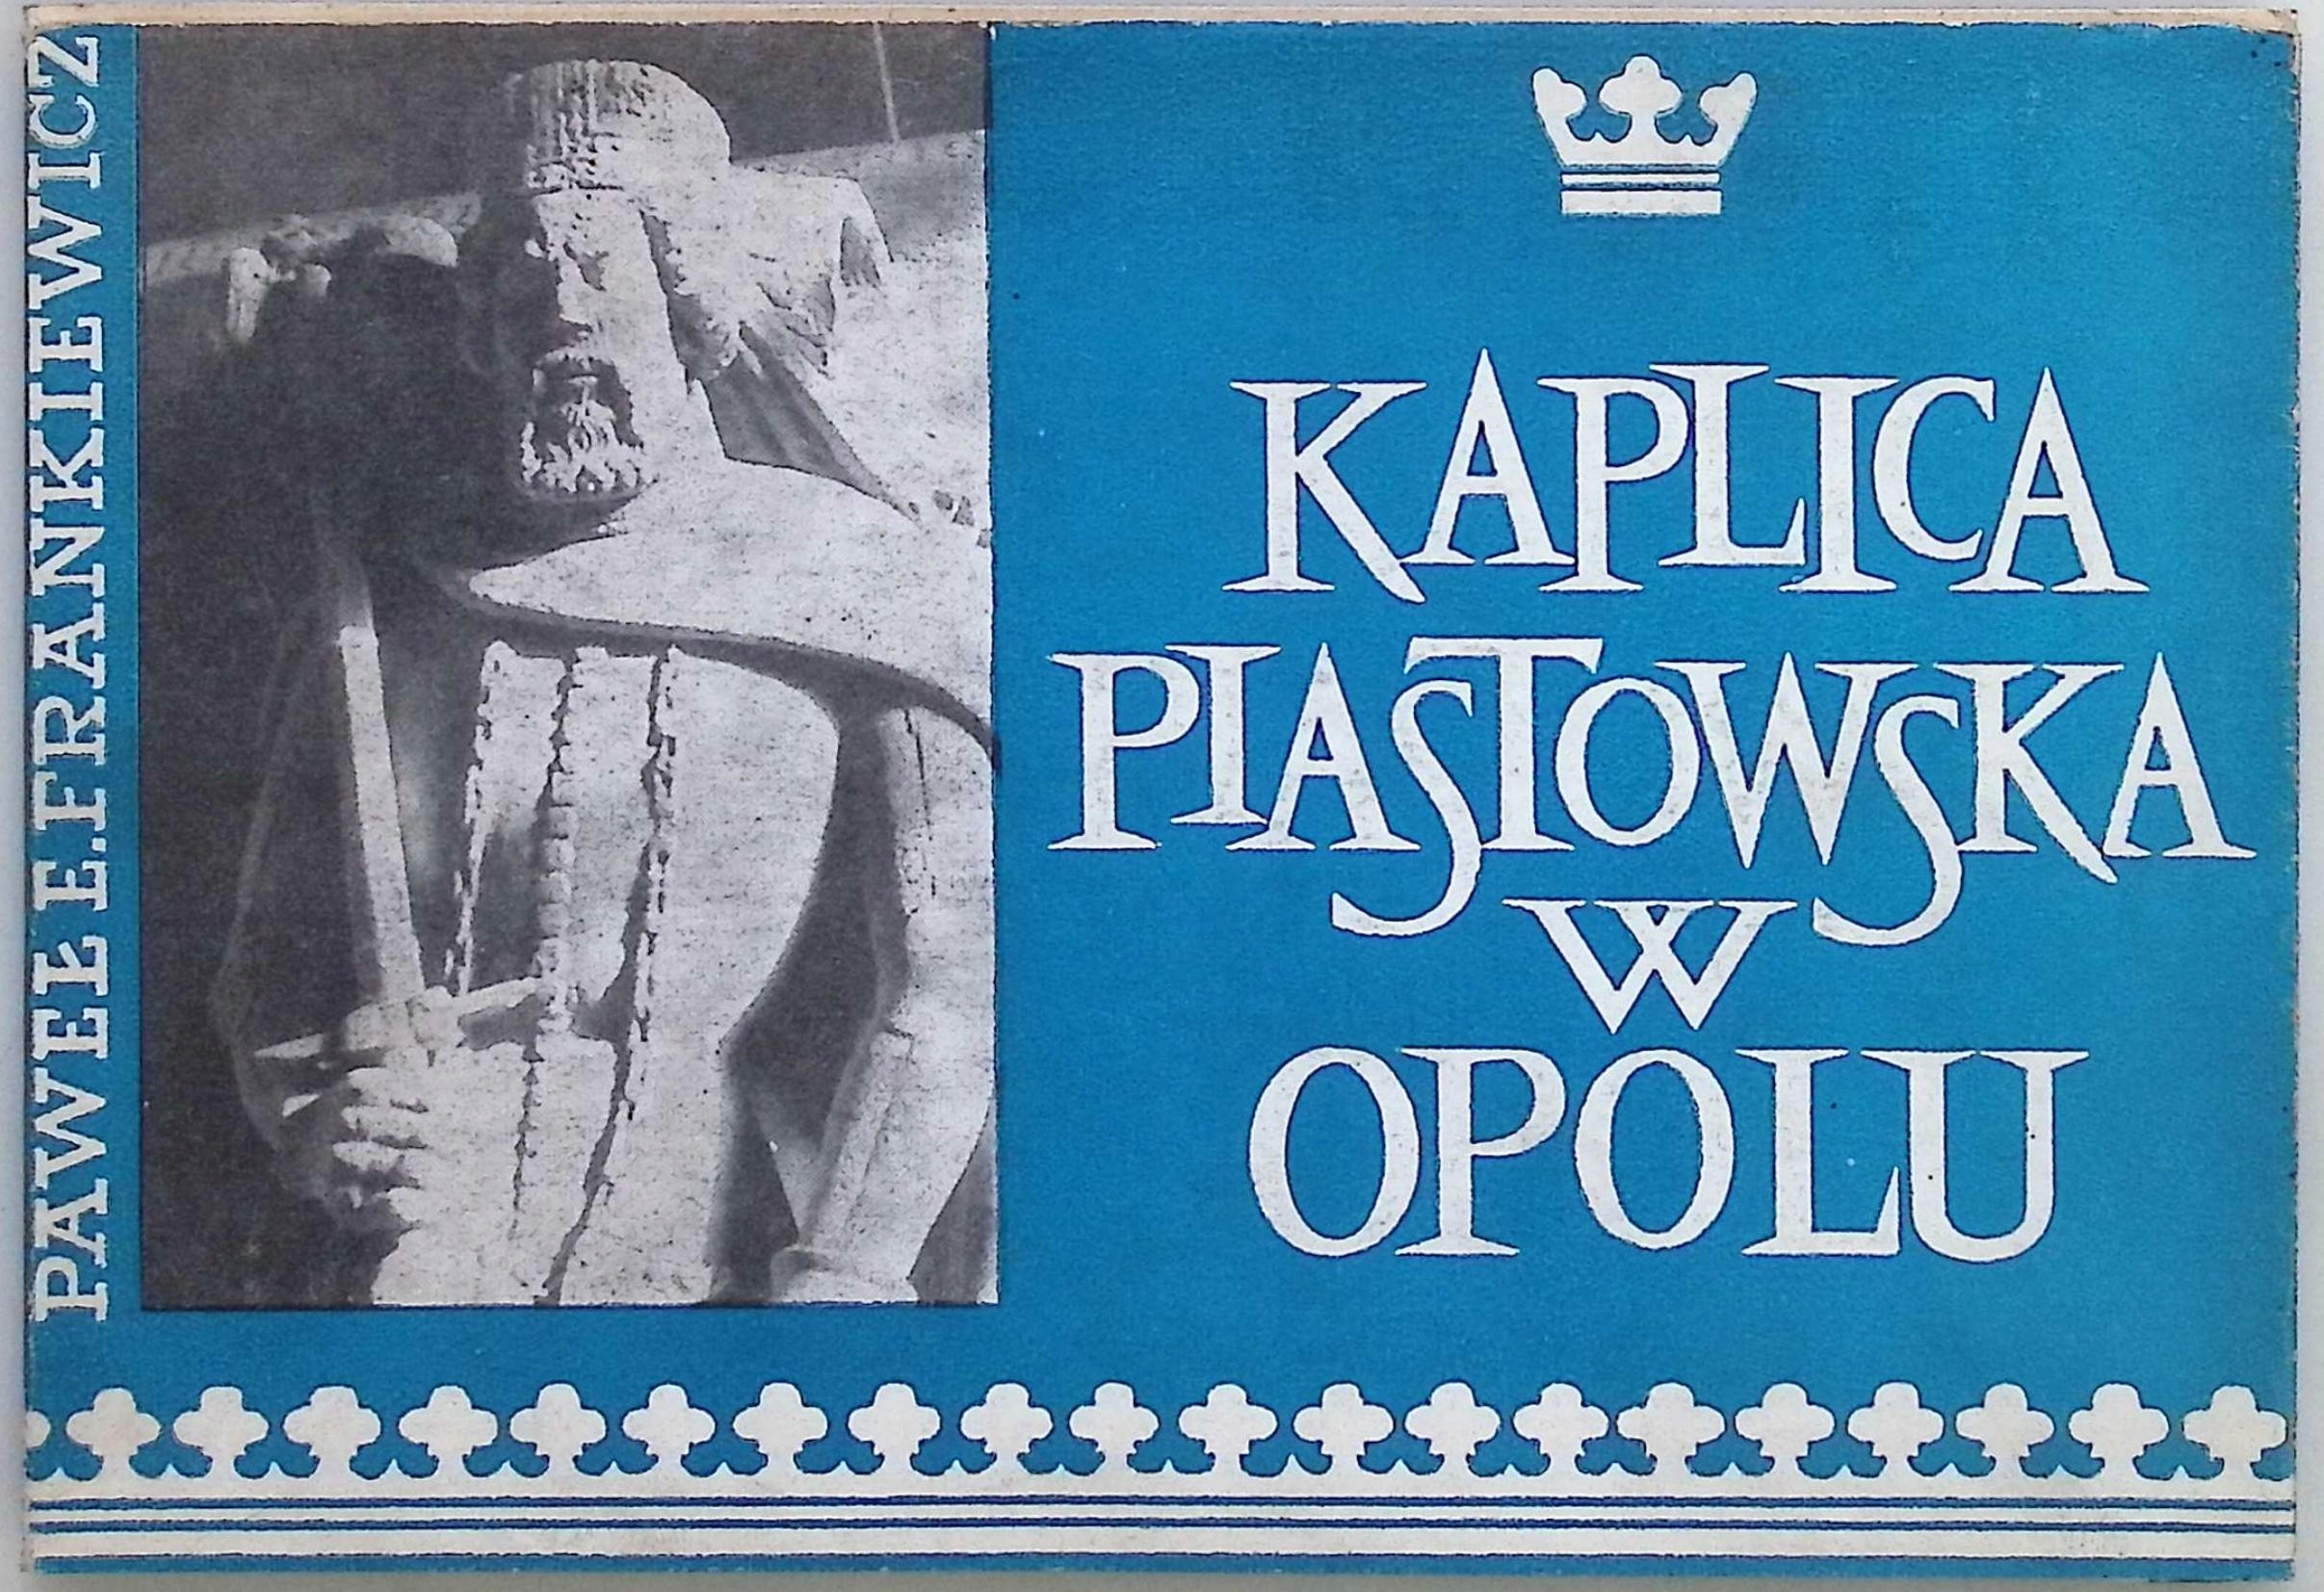 PAWEŁ E.FRANKIEWICZ
KAPLICA
PIASTOWSKA
W
OPOLU